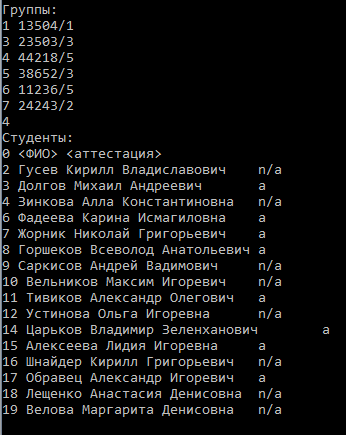 Группы:
1 13504/1
3 23503/3
4 44218/5
5 38652/3
6 11236/5
7 24243/2
4
Студенты:
0 <ФИО> <аттестация>
2 Гусев Кирилл Владиславович n/a
3 Долгов Михаил Андреевич a
4 Зинкова Алла Константиновна n/a
6 Фадеева Карина Исмагиловна a
7 Жорник Николай Григорьевич a
8 Горшеков Всеволод Анатольевич a
9 Саркисов Андрей Вадимович n/a
10 Вельников Максим Игоревич n/a
11 Тивиков Александр Олегович a
12 Устинова Ольга Игоревна n/a
14 Царьков Владимир Зеленханович a
15 Алексеева Лидия Игоревна a
16 Шнайдер Кирилл Григорьевич n/a
17 Образец Александр Игоревич a
18 Лещенко Анастасия Денисовна n/a
19 Велова Маргарита Денисовна n/a